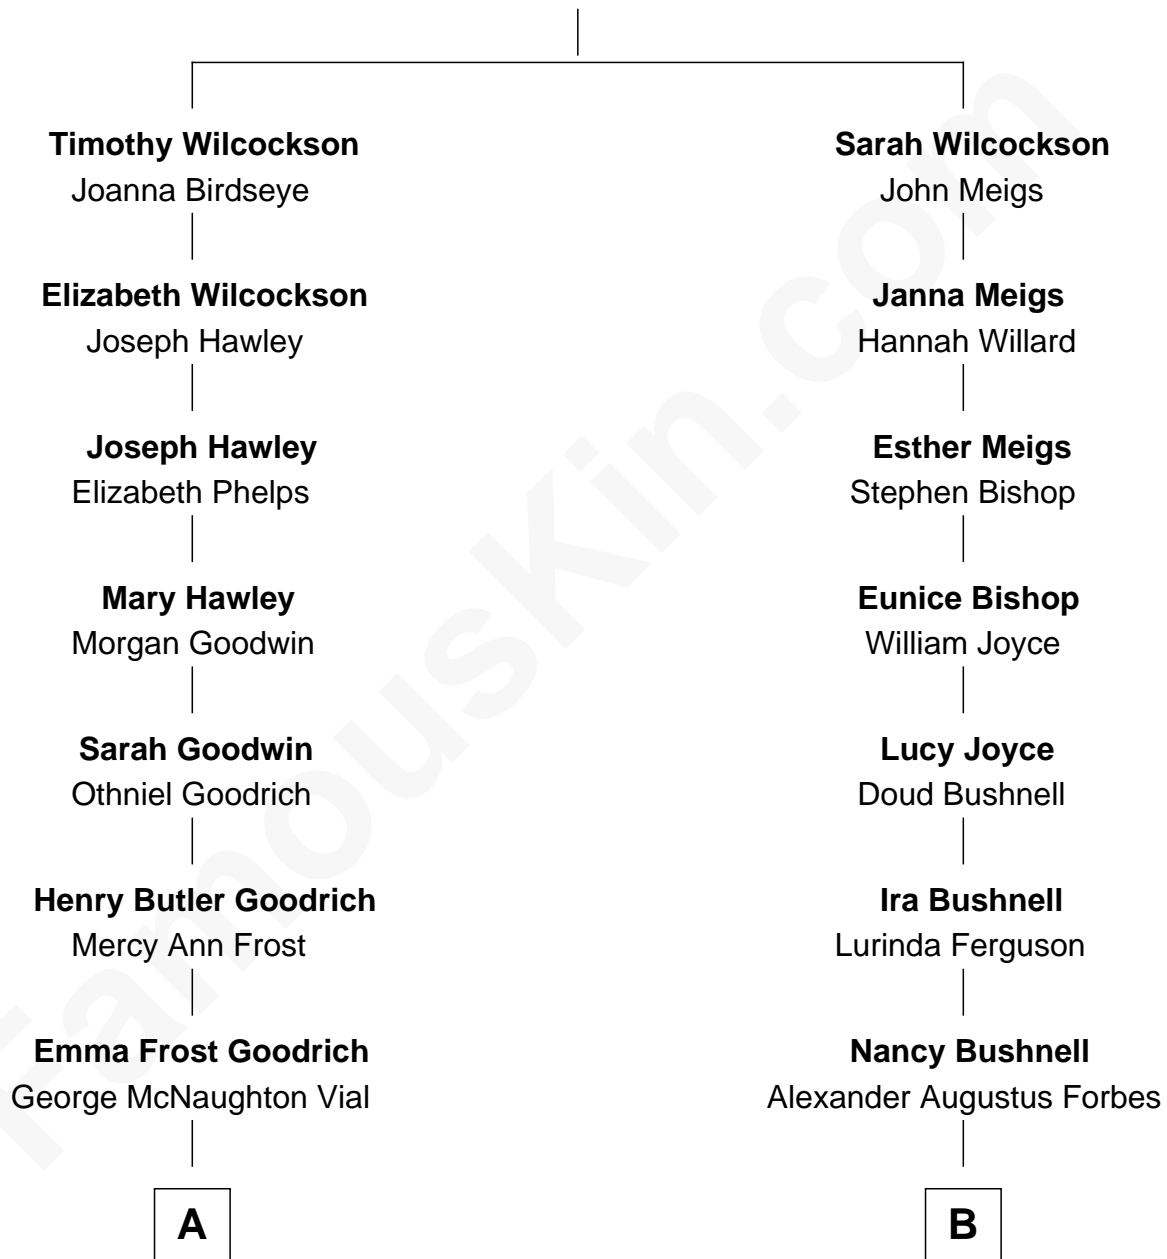 Timothy Wilcockson
Joanna Birdseye
Elizabeth Wilcockson
Joseph Hawley
Joseph Hawley
Elizabeth Phelps
Mary Hawley
Morgan Goodwin
Sarah Goodwin
Othniel Goodrich
Henry Butler Goodrich
Mercy Ann Frost
Emma Frost Goodrich
George McNaughton Vial
A
Sarah Wilcockson
John Meigs
Janna Meigs
Hannah Willard
Esther Meigs
Stephen Bishop
Eunice Bishop
William Joyce
Lucy Joyce
Doud Bushnell
Ira Bushnell
Lurinda Ferguson
Nancy Bushnell
Alexander Augustus Forbes
B
FamousKin.com